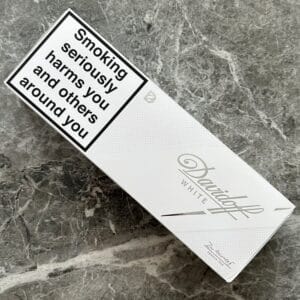 Smoking
seriously
harms you
and others
around you
Davidoff
WHITE